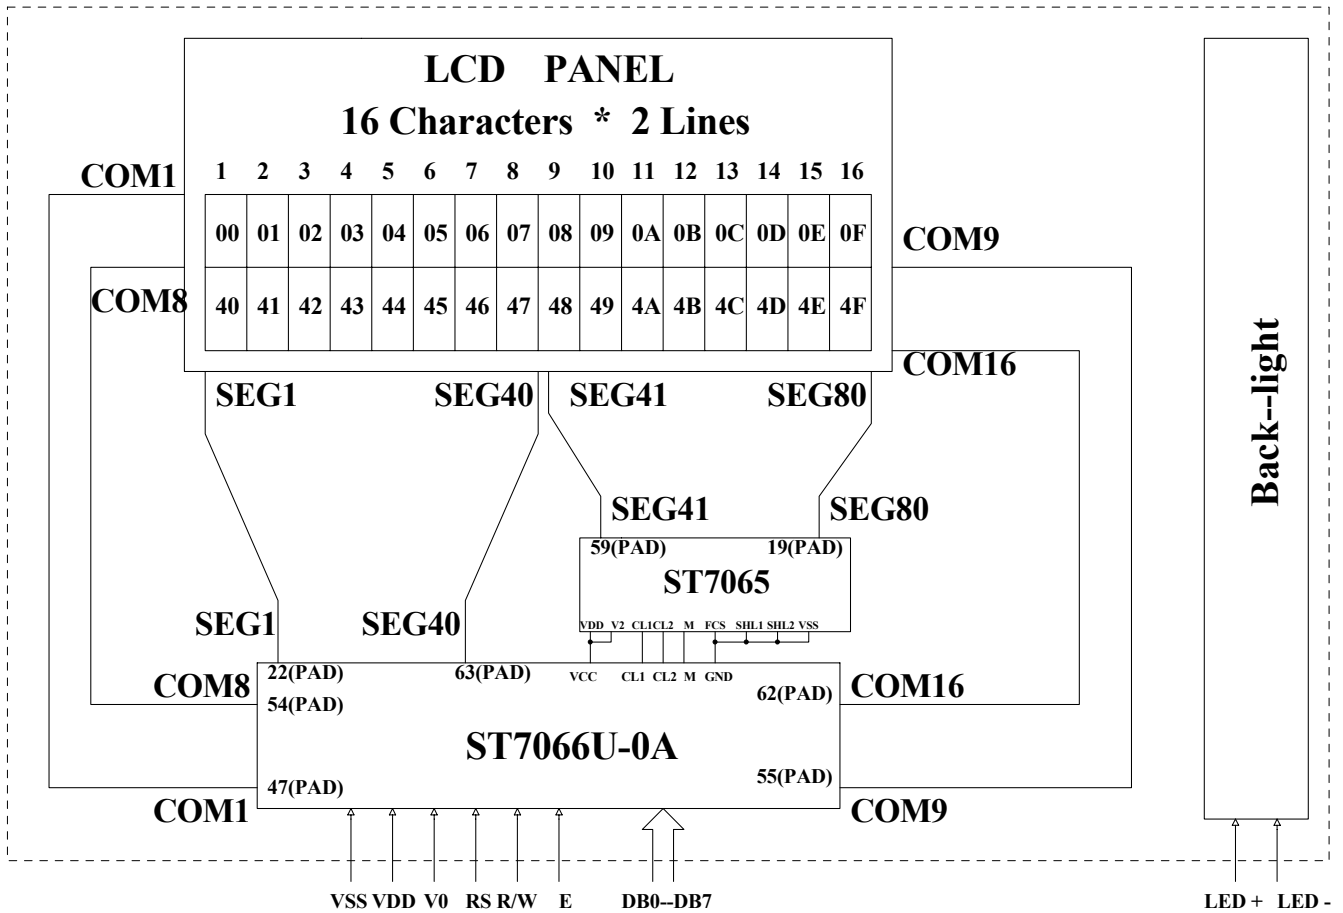 LCD PANEL
16 Characters * 2 Lines
COM1 1 2 3 4 5 6 7 8 9 10 11 12 13 14 15 16
00 01 02 03 04 05 06 07 08 09 0A 0B 0C 0D 0E 0F COM9
COM8 40 41 42 43 44 45 46 47 48 49 4A 4B 4C 4D 4E 4F
COM16
SEG1 SEG40 SEG41 SEG80
Back--light
SEG41 SEG80
59(PAD) 19(PAD)
ST7065
SEG1 SEG40
VDD V2 CL1 CL2 M FCS SHL1 SHL2 VSS
22(PAD) 63(PAD) VCC CL1 CL2 M GND
COM8 54(PAD) 62(PAD) COM16
ST7066U-0A
47(PAD) 55(PAD)
COM1 COM9
VSS VDD V0 RS R/W E DB0--DB7 LED + LED -